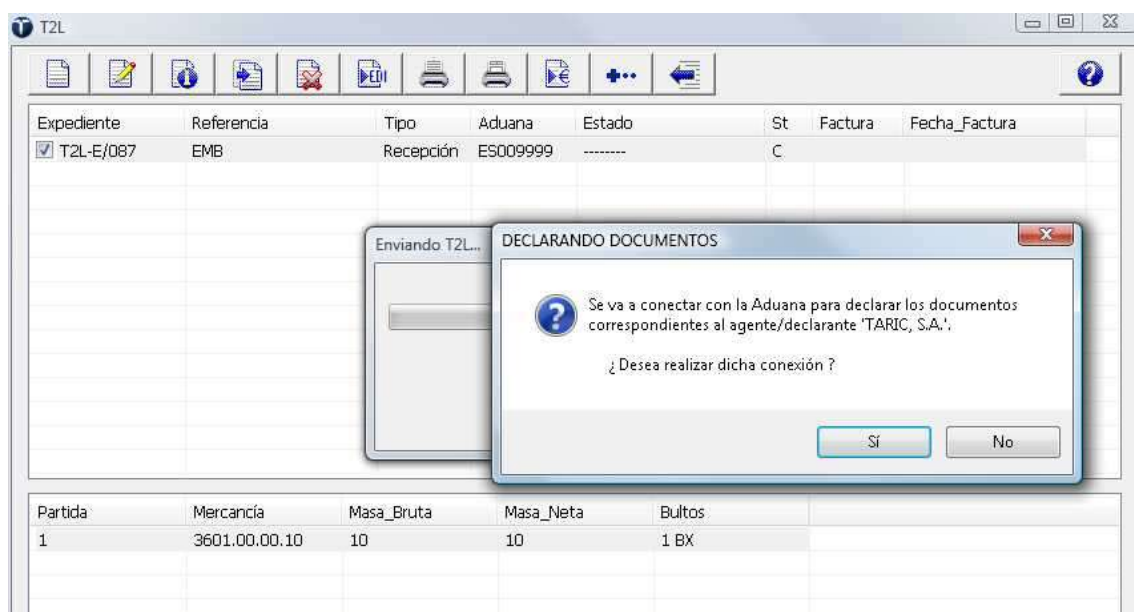 T2L
EDI
Expediente Referencia Tipo Aduana Estado St Factura Fecha_Factura
T2L-E/087 EMB Recepción ES009999 -------- C
Enviando T2L...
DECLARANDO DOCUMENTOS
Se va a conectar con la Aduana para declarar los documentos
correspondientes al agente/declarante 'TARIC, S.A.'.
¿ Desea realizar dicha conexión ?
Sí No
Partida Mercancía Masa_Bruta Masa_Neta Bultos
1 3601.00.00.10 10 10 1 BX